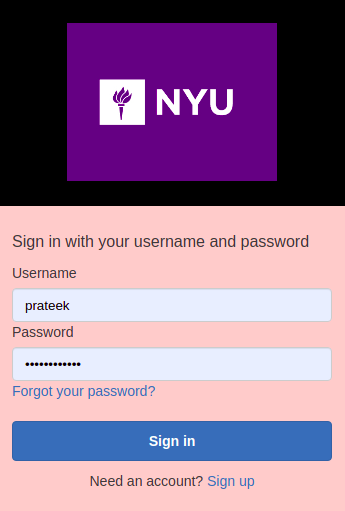 NYU
Sign in with your username and password
Username
prateek
Password
••••••••••••
Forgot your password?
Sign in
Need an account? Sign up